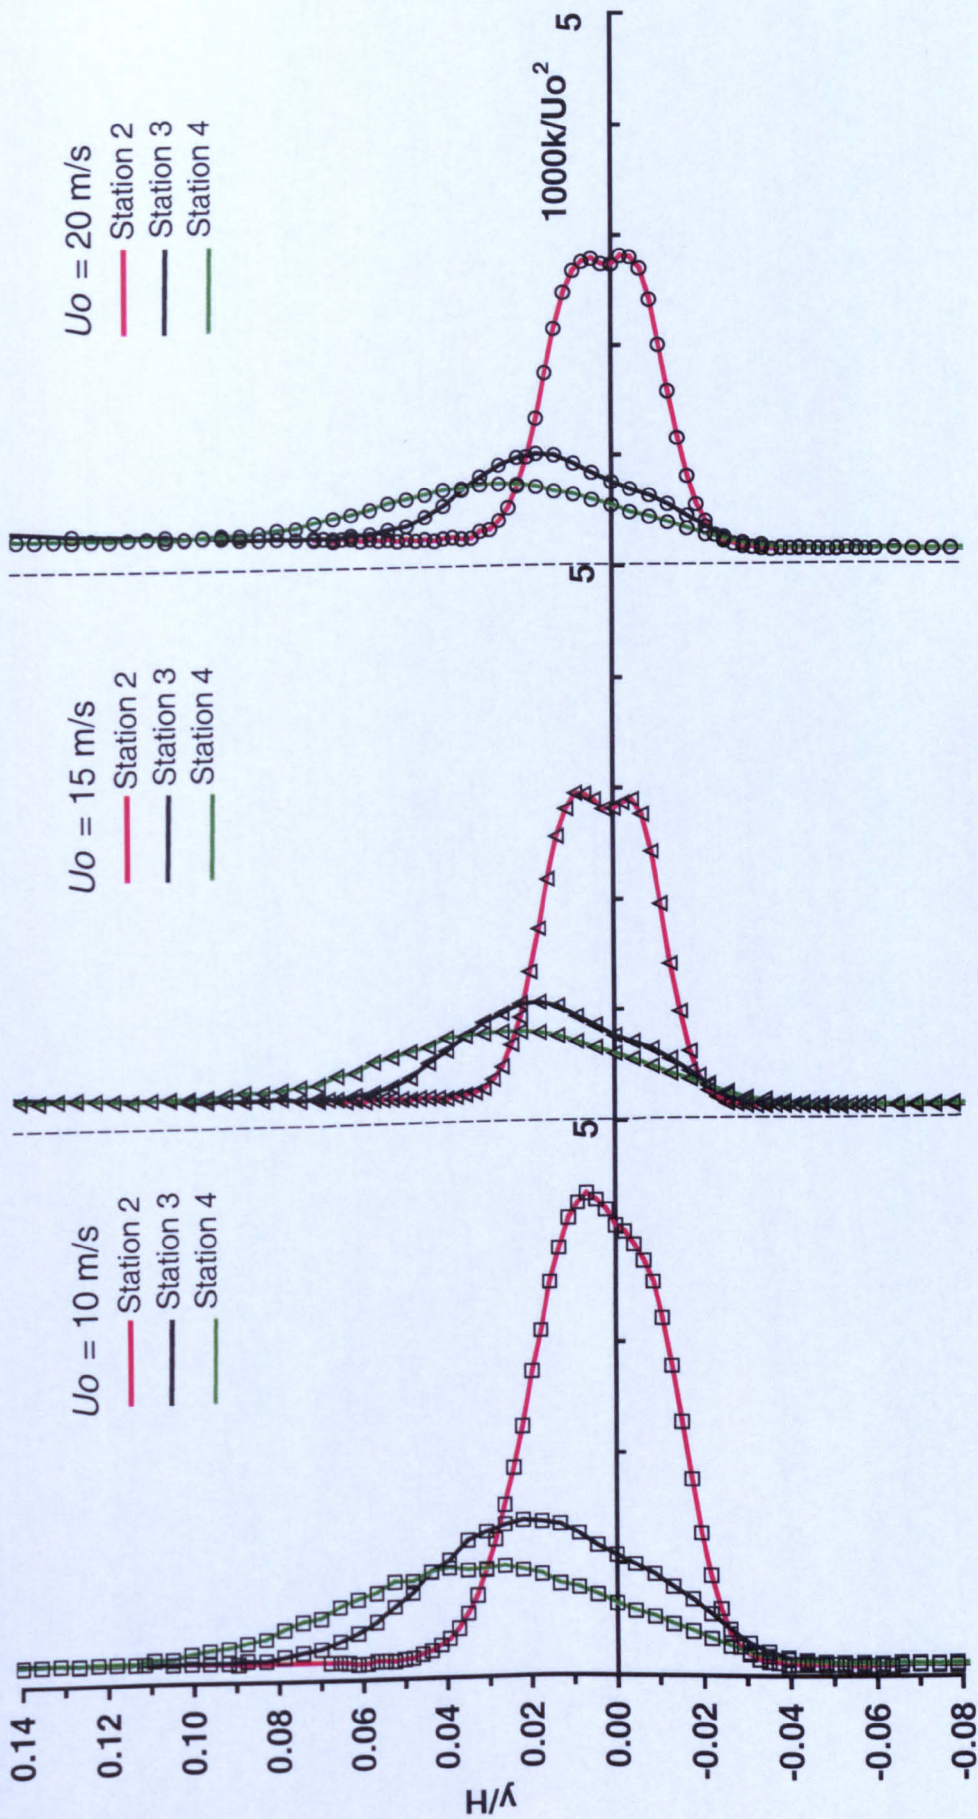 Uo = 10 m/s
Station 2
Station 3
Station 4
Uo = 15 m/s
Station 2
Station 3
Station 4
Uo = 20 m/s
Station 2
Station 3
Station 4
y/H
0.14
0.12
0.10
0.08
0.06
0.04
0.02
0.00
-0.02
-0.04
-0.06
-0.08
5
5
5
1000k/Uo²